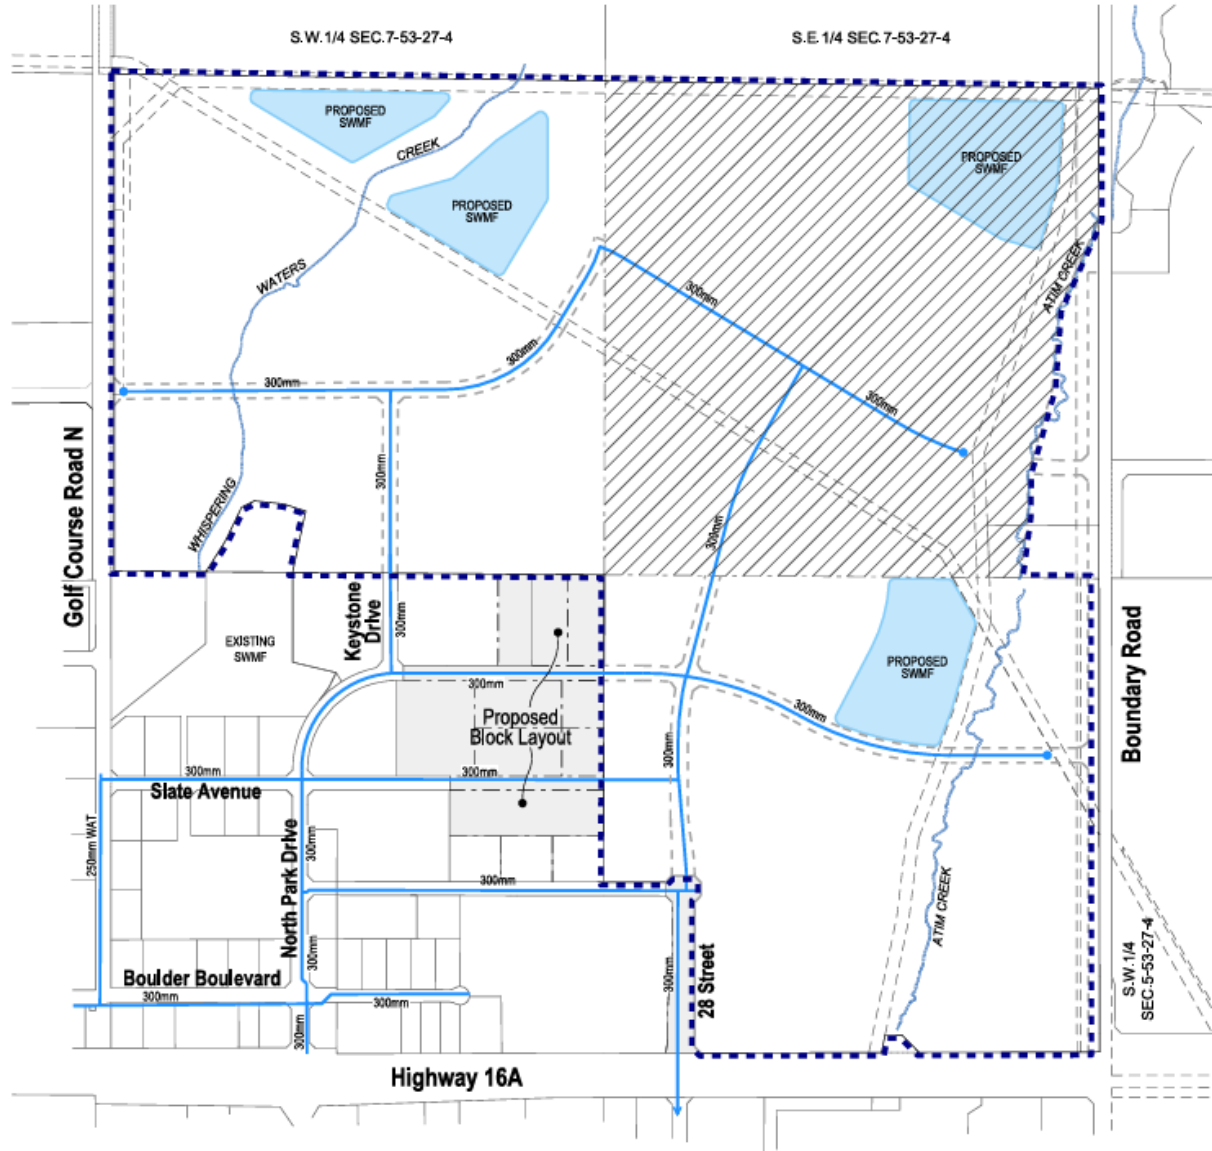 S.W.1/4 SEC.7-53-27-4
S.E.1/4 SEC.7-53-27-4
PROPOSED
SWMF
CREEK
PROPOSED
SWMF
PROPOSED
SWMF
WATERS
ATIM CREEK
300mm
300mm
300mm
300mm
Golf Course Road N
300mm
WHISPERING
300mm
Keystone
Drive
300mm
EXISTING
SWMF
PROPOSED
SWMF
Boundary Road
300mm
Proposed
Block Layout
300mm
300mm
300mm
300mm
Slate Avenue
250mm WAT
North Park Drive
300mm
300mm
ATIM CREEK
S.W.1/4
SEC.5-53-27-4
300mm
Boulder Boulevard
300mm
300mm
300mm
28 Street
300mm
Highway 16A